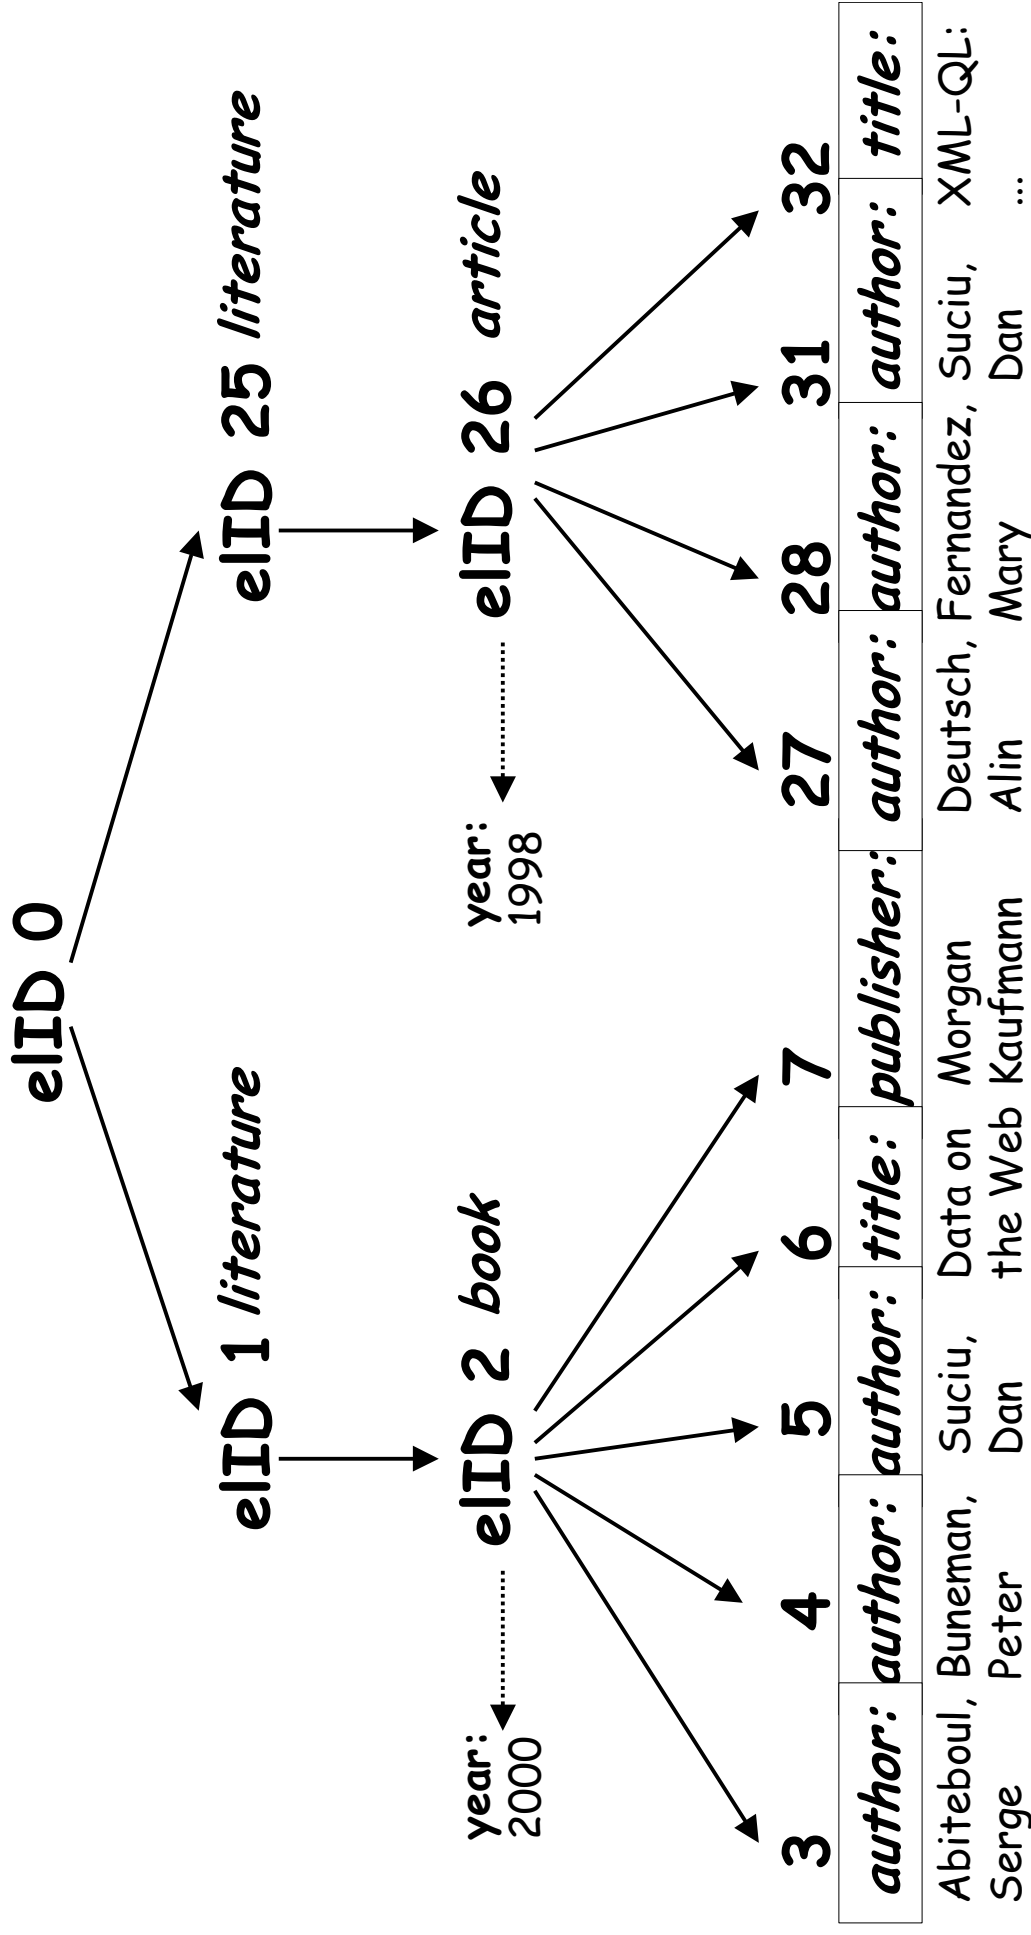 elID 0
elID 1 literature
elID 25 literature
elID 2 book
elID 26 article
year:
2000
year:
1998
3
4
5
6
7
27
28
31
32
author:
author:
author:
title:
publisher:
author:
author:
author:
title:
Abiteboul,
Serge
Buneman,
Peter
Suciu,
Dan
Data on
the Web
Morgan
Kaufmann
Deutsch,
Alin
Fernandez,
Mary
Suciu,
Dan
XML-QL:
...